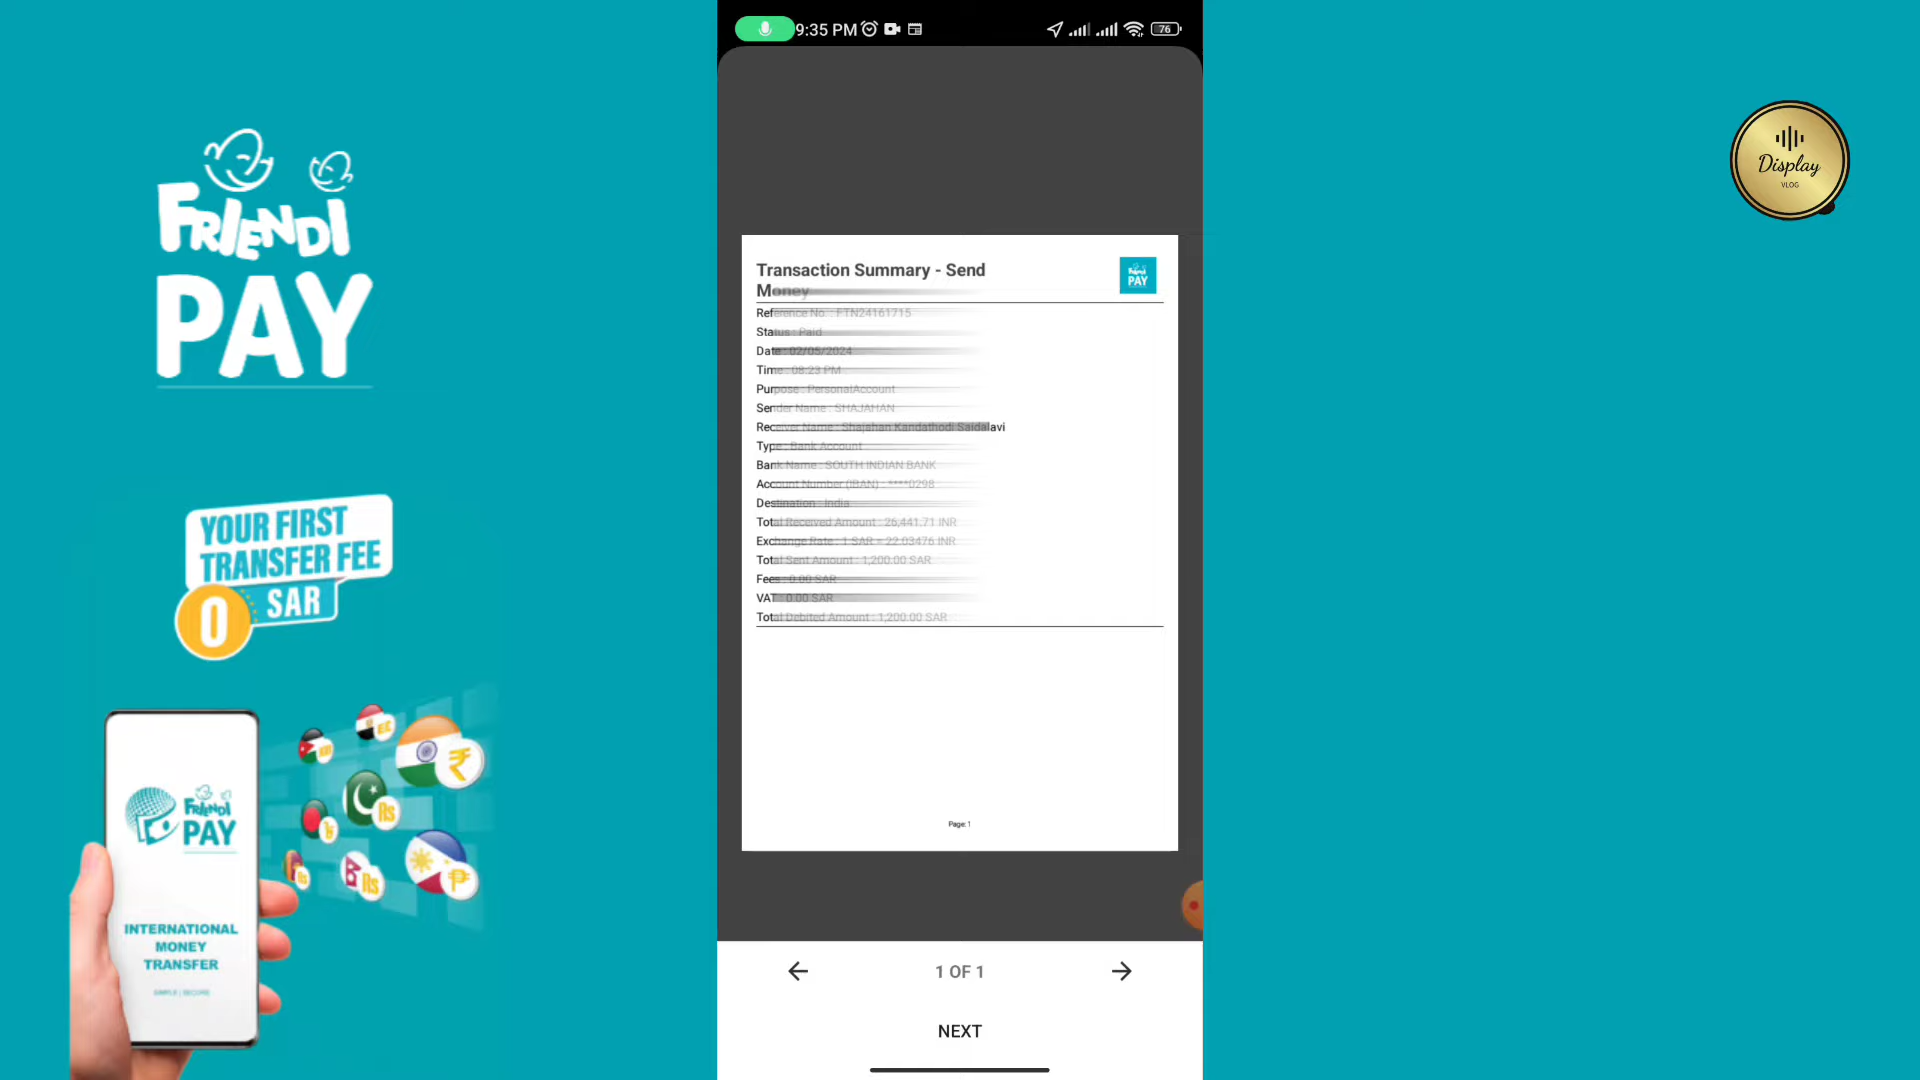 9:35 PM
76
FRiENDi
PAY
YOUR FIRST
TRANSFER FEE
0 SAR
FRiENDi
PAY
INTERNATIONAL
MONEY
TRANSFER
SIMPLE | SECURE
Display
VLOG
Transaction Summary - Send
Money
Friendi
PAY
Reference No. : FTN24161715
Status : Paid
Date : 02/05/2024
Time : 08:23 PM
Purpose : PersonalAccount
Sender Name : SHAJAHAN
Receiver Name : Shajahan Kandathodi Saidalavi
Type : Bank Account
Bank Name : SOUTH INDIAN BANK
Account Number (IBAN) : ****0298
Destination : India
Total Received Amount : 26,441.71 INR
Exchange Rate : 1 SAR = 22.03476 INR
Total Sent Amount : 1,200.00 SAR
Fees : 0.00 SAR
VAT : 0.00 SAR
Total Debited Amount : 1,200.00 SAR
Page: 1
1 OF 1
NEXT